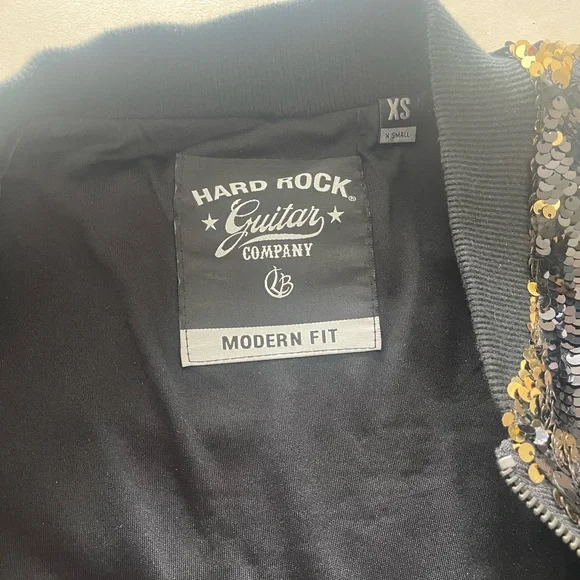 XS
X SMALL
HARD ROCK®
★ Guitar ★
COMPANY
MODERN FIT